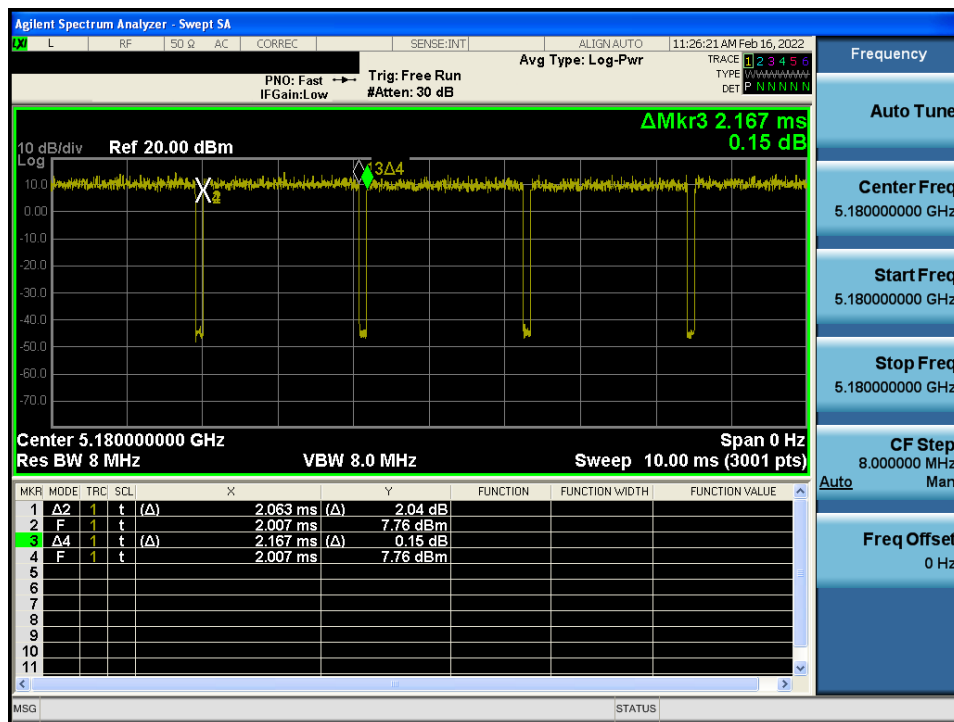 Agilent Spectrum Analyzer - Swept SA
LXI L RF 50 Ω AC CORREC SENSE:INT ALIGNAUTO 11:26:21 AM Feb 16, 2022
Frequency
PNO: Fast
IFGain:Low
Trig: Free Run
#Atten: 30 dB
Avg Type: Log-Pwr
TRACE 1 2 3 4 5 6
TYPE W
DET P N N N N N
Auto Tune
ΔMkr3 2.167 ms
0.15 dB
10 dB/div Ref 20.00 dBm
Log
10.0
0.00
-10.0
-20.0
-30.0
-40.0
-50.0
-60.0
-70.0
2
3Δ4
Center 5.180000000 GHz Span 0 Hz
Res BW 8 MHz VBW 8.0 MHz Sweep 10.00 ms (3001 pts)
Center Freq
5.180000000 GHz
Start Freq
5.180000000 GHz
Stop Freq
5.180000000 GHz
CF Step
8.000000 MHz
Auto Man
Freq Offset
0 Hz
MKR MODE TRC SCL X Y FUNCTION FUNCTION WIDTH FUNCTION VALUE
1 Δ2 1 t (Δ) 2.063 ms (Δ) 2.04 dB
2 F 1 t 2.007 ms 7.76 dBm
3 Δ4 1 t (Δ) 2.167 ms (Δ) 0.15 dB
4 F 1 t 2.007 ms 7.76 dBm
5
6
7
8
9
10
11
MSG STATUS